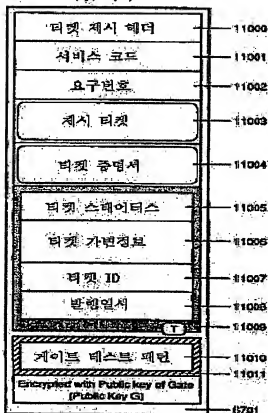 티켓 제시 헤더
11000
서비스 코드
11001
요구번호
11002
제시 티켓
11003
티켓 증명서
11004
티켓 스테이터스
11005
티켓 가변정보
11006
티켓 ID
11007
발행일시
11008
T
11009
게이트 테스트 패턴
11010
11011
Encrypted with Public key of Gate
[Public Key G]
6701